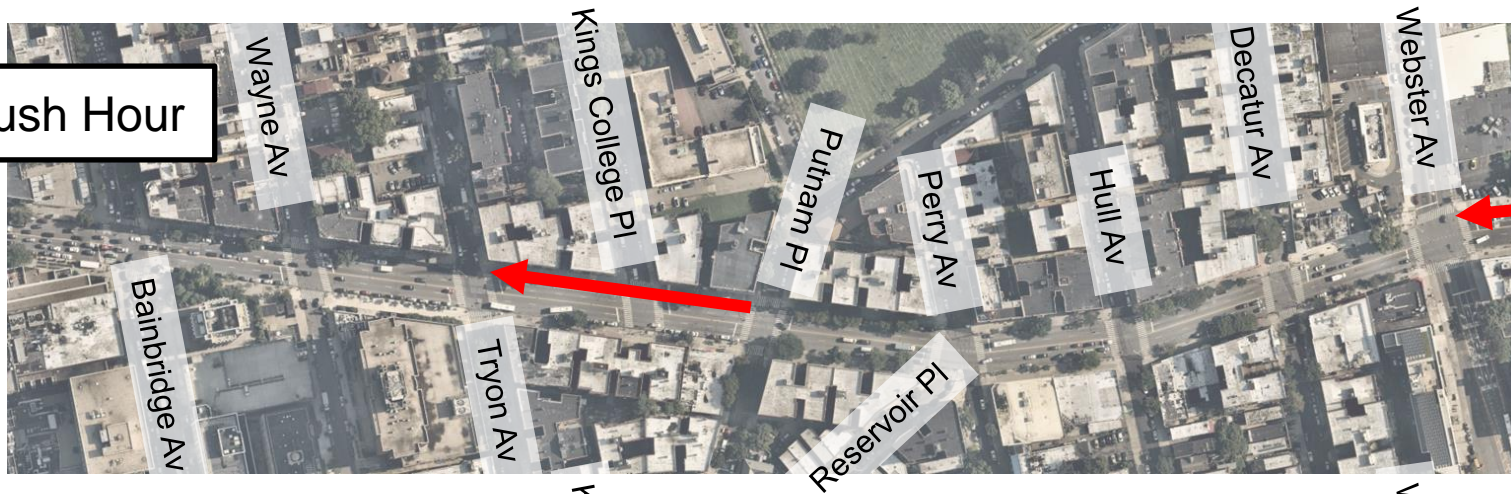 ush Hour
Wayne Av
Kings College Pl
Putnam Pl
Perry Av
Hull Av
Decatur Av
Webster Av
Bainbridge Av
Tryon Av
Reservoir Pl